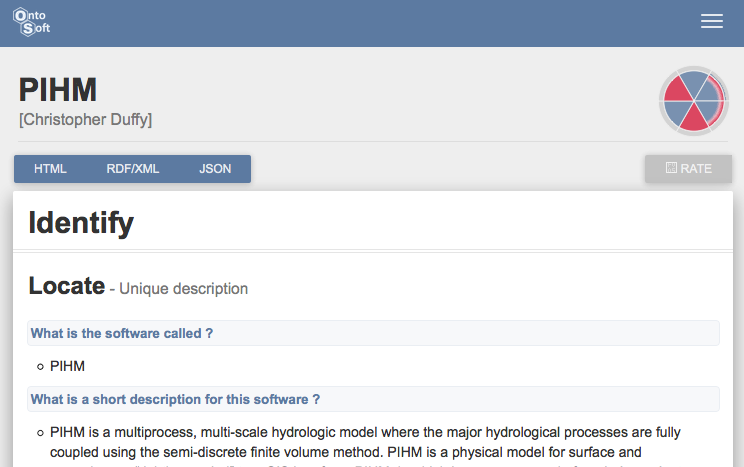 Onto
Soft
PIHM
[Christopher Duffy]
HTML RDF/XML JSON
RATE
Identify
Locate - Unique description
What is the software called ?
PIHM
What is a short description for this software ?
PIHM is a multiprocess, multi-scale hydrologic model where the major hydrological processes are fully
coupled using the semi-discrete finite volume method. PIHM is a physical model for surface and